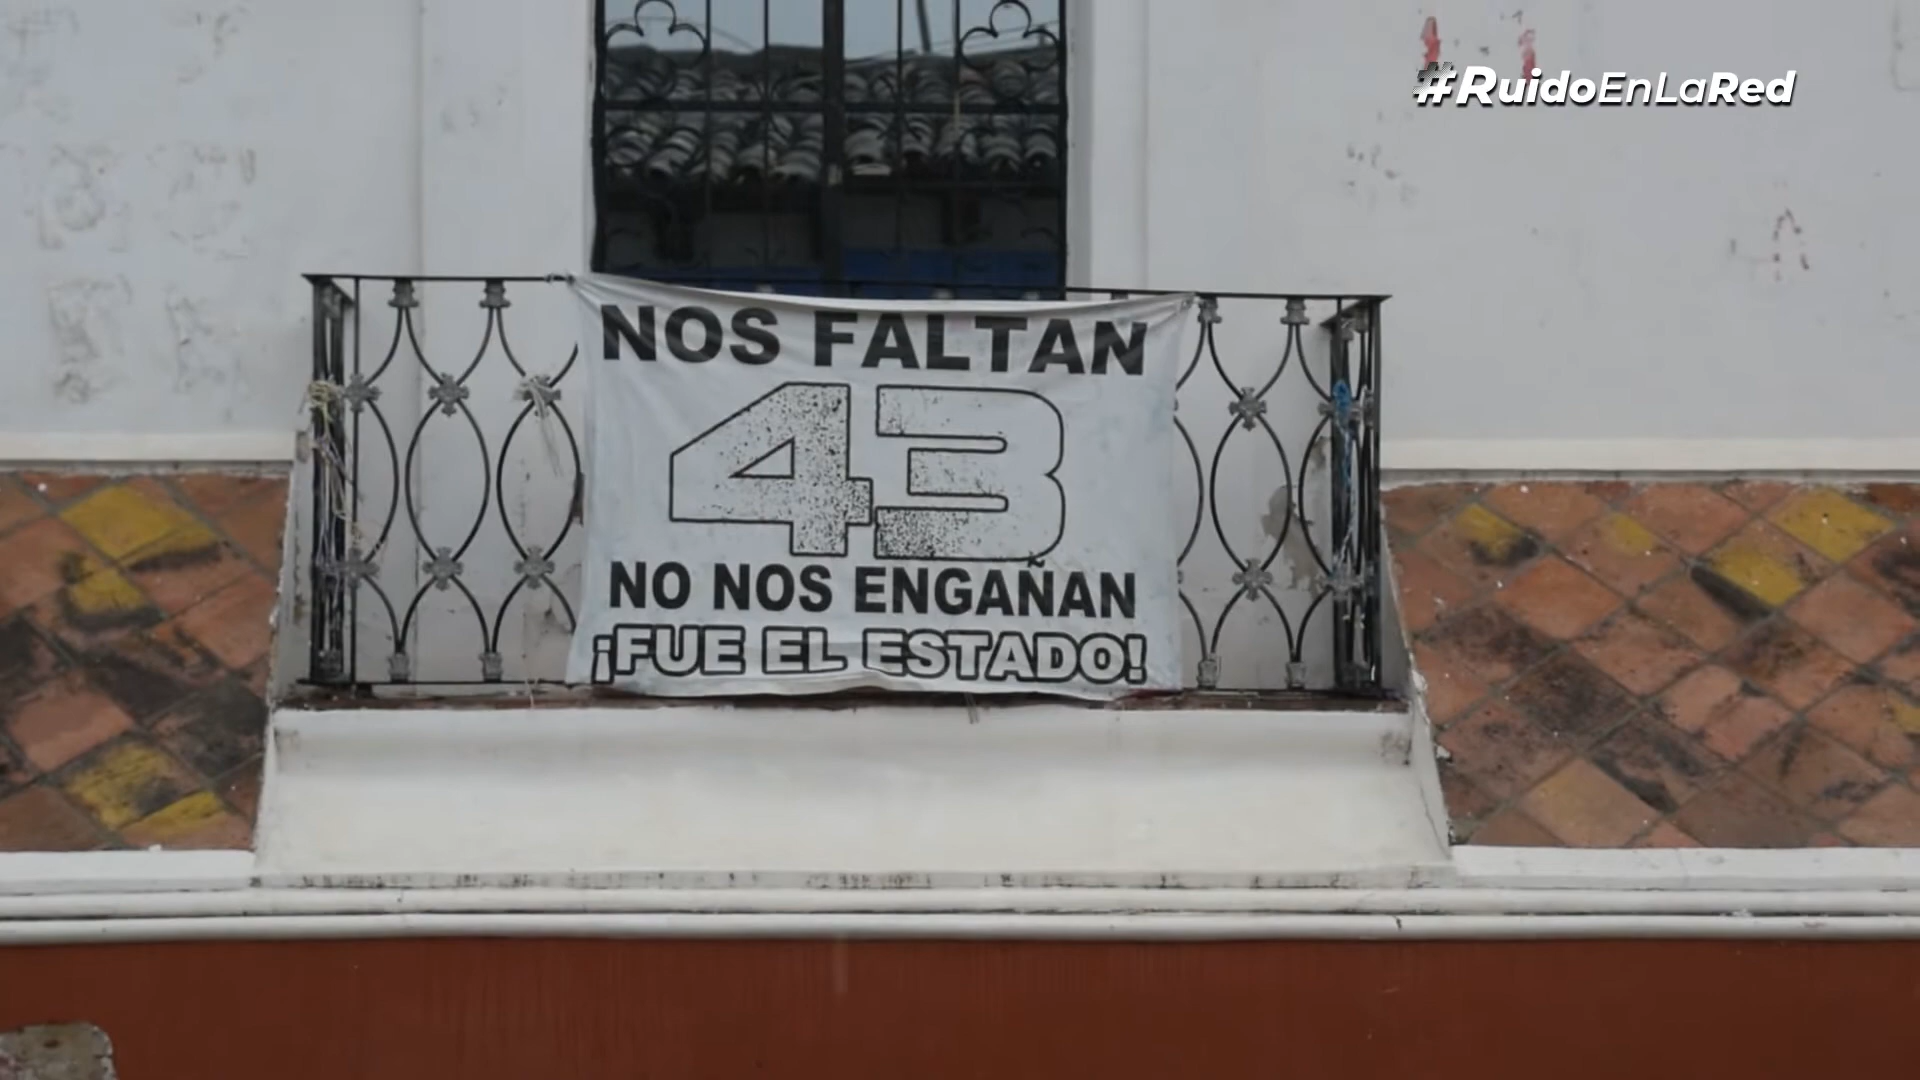 #RuidoEnLaRed
NOS FALTAN
43
NO NOS ENGAÑAN
¡FUE EL ESTADO!